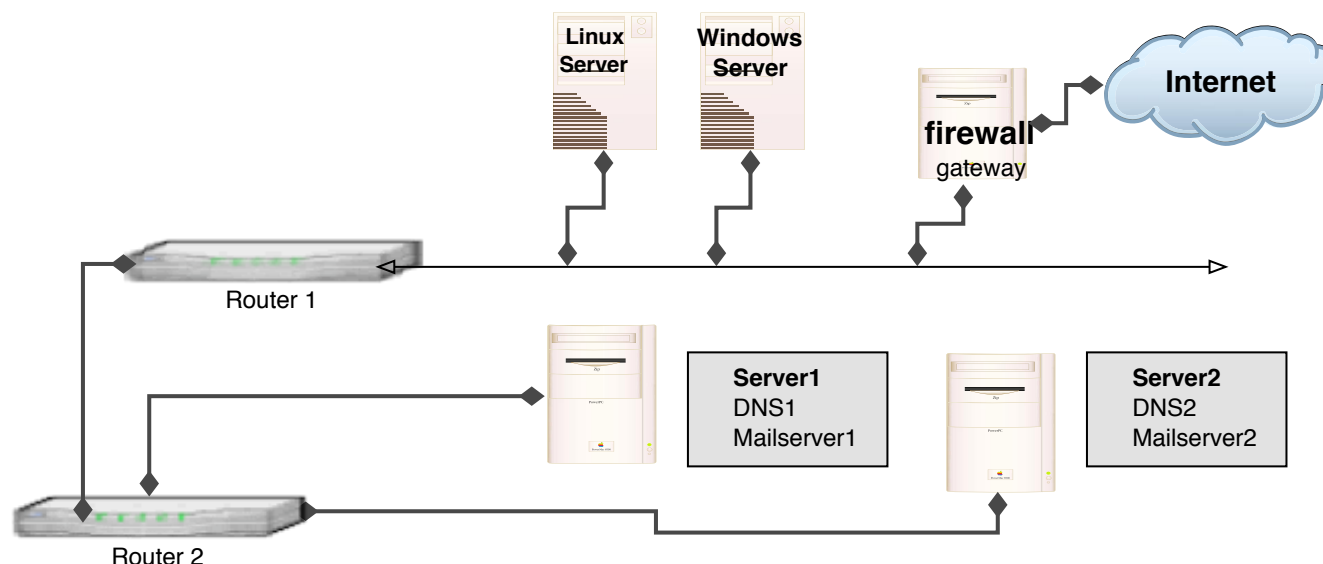 Linux
Server
Windows
Server
Internet
firewall
gateway
Router 1
Server1
DNS1
Mailserver1
Server2
DNS2
Mailserver2
Router 2